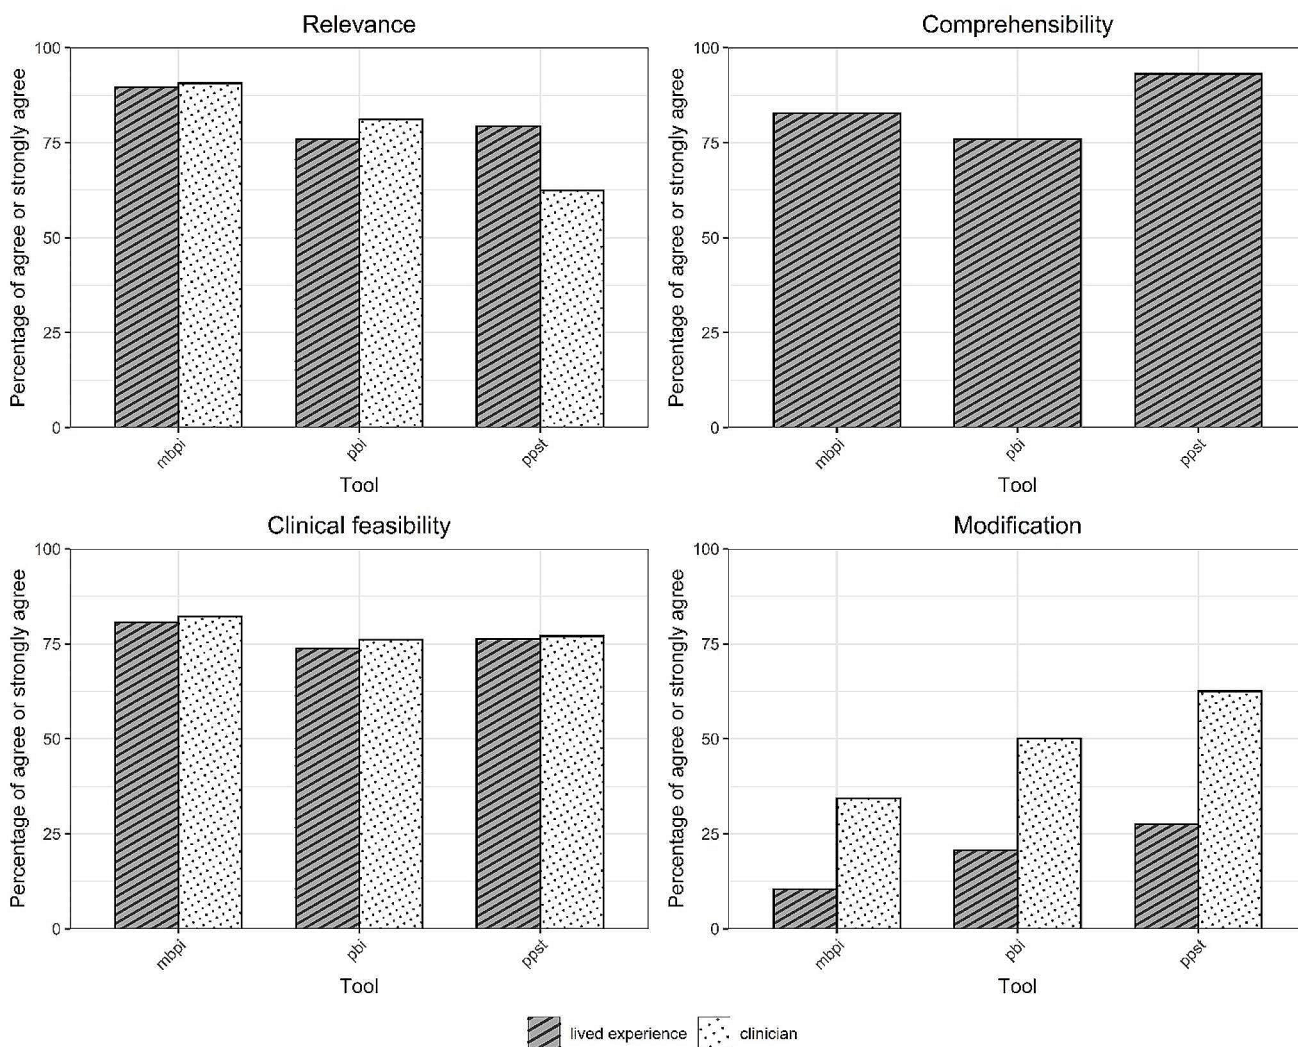 Relevance
Percentage of agree or strongly agree
100
75
50
25
0
mbpi
pbi
ppst
Tool
Comprehensibility
Percentage of agree or strongly agree
100
75
50
25
0
mbpi
pbi
ppst
Tool
Clinical feasibility
Percentage of agree or strongly agree
100
75
50
25
0
mbpi
pbi
ppst
Tool
Modification
Percentage of agree or strongly agree
100
75
50
25
0
mbpi
pbi
ppst
Tool
lived experience
clinician